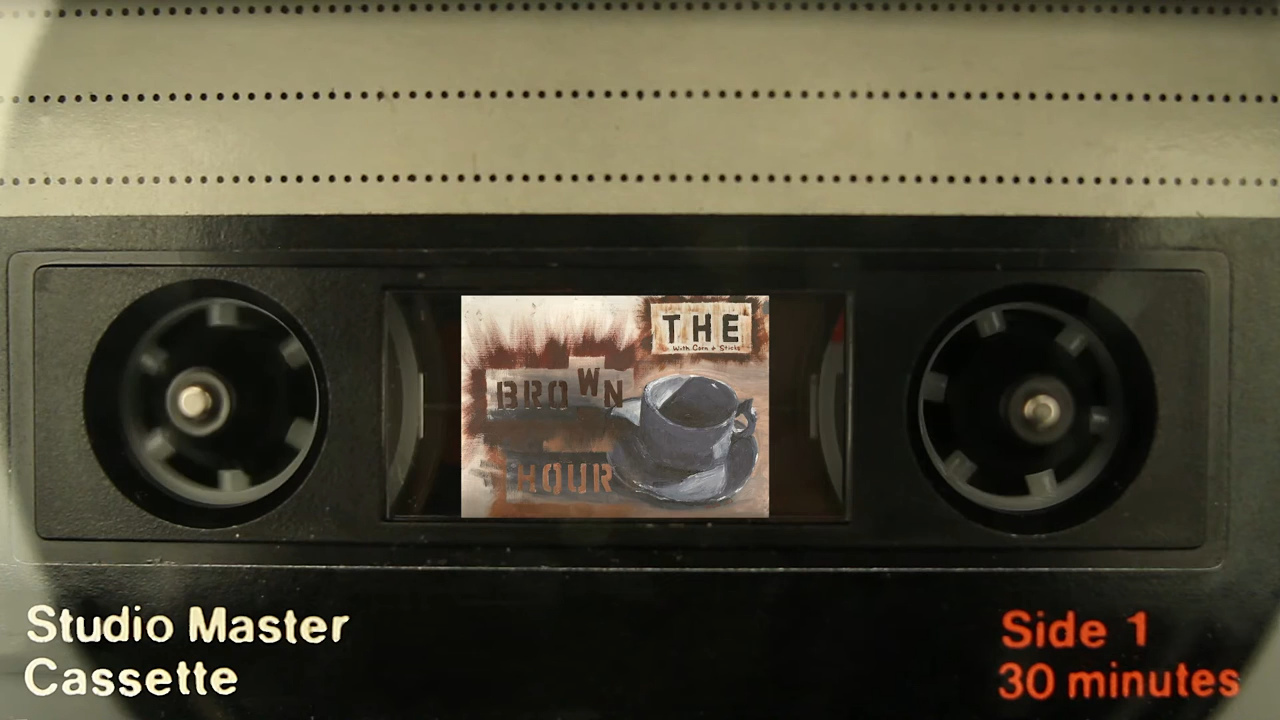 THE
With Corn & Sticks
BROWN
HOUR
Studio Master
Cassette
Side 1
30 minutes